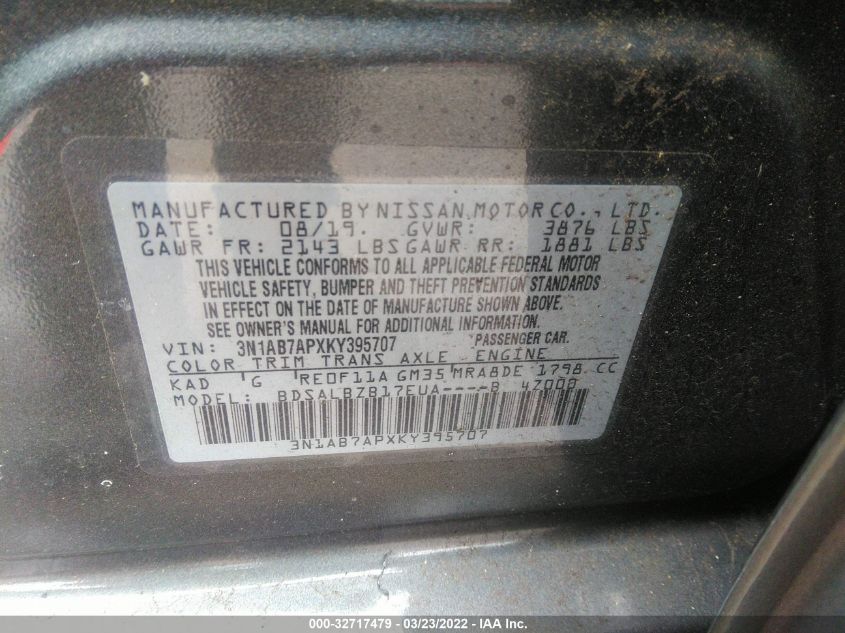 MANUFACTURED BY NISSAN MOTOR CO., LTD.
DATE: 08/19. GVWR: 3876 LBS
GAWR FR: 2143 LBS GAWR RR: 1881 LBS
THIS VEHICLE CONFORMS TO ALL APPLICABLE FEDERAL MOTOR
VEHICLE SAFETY, BUMPER AND THEFT PREVENTION STANDARDS
IN EFFECT ON THE DATE OF MANUFACTURE SHOWN ABOVE.
SEE OWNER'S MANUAL FOR ADDITIONAL INFORMATION
VIN: 3N1AB7APXKY395707 PASSENGER CAR.
COLOR TRIM TRANS AXLE ENGINE
KAD G RE0F11A GM35 MRA8DE 1798 CC
MODEL: BDSALBZB17EUA----B 4Z000
3N1AB7APXKY395707
000-32717479 - 03/23/2022 - IAA Inc.